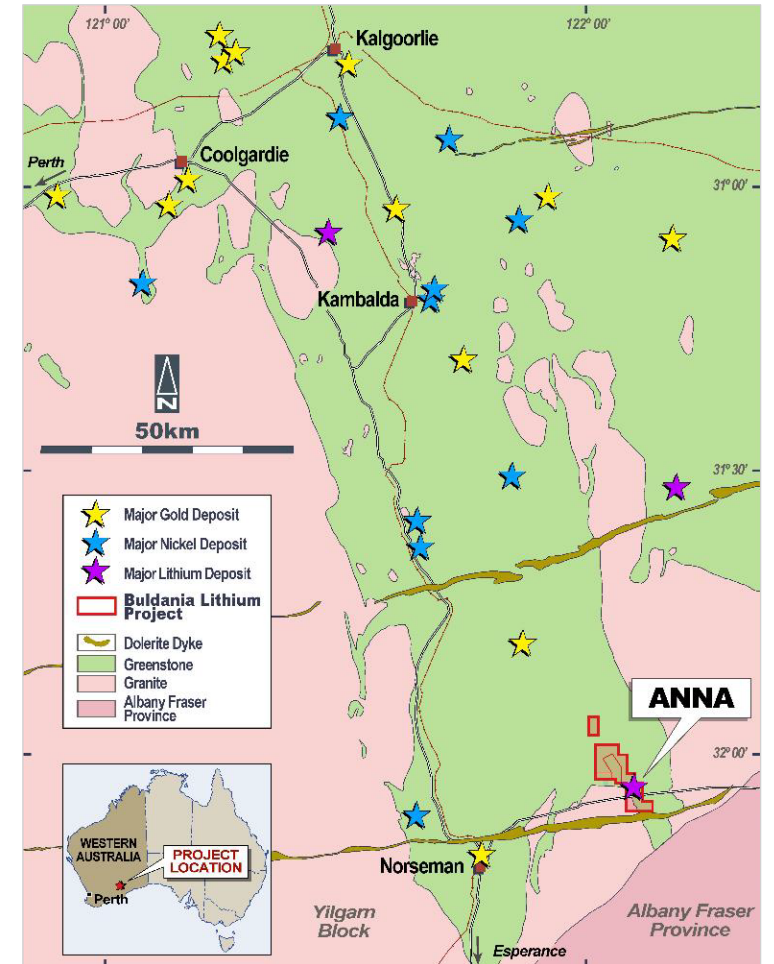 121° 00'
122° 00'
Kalgoorlie
Perth
Coolgardie
31° 00'
Kambalda
N
50km
31° 30'
Major Gold Deposit
Major Nickel Deposit
Major Lithium Deposit
Buldania Lithium
Project
Dolerite Dyke
Greenstone
Granite
Albany Fraser
Province
ANNA
32° 00'
WESTERN
AUSTRALIA
PROJECT
LOCATION
Perth
Norseman
Yilgarn
Block
Albany Fraser
Province
Esperance